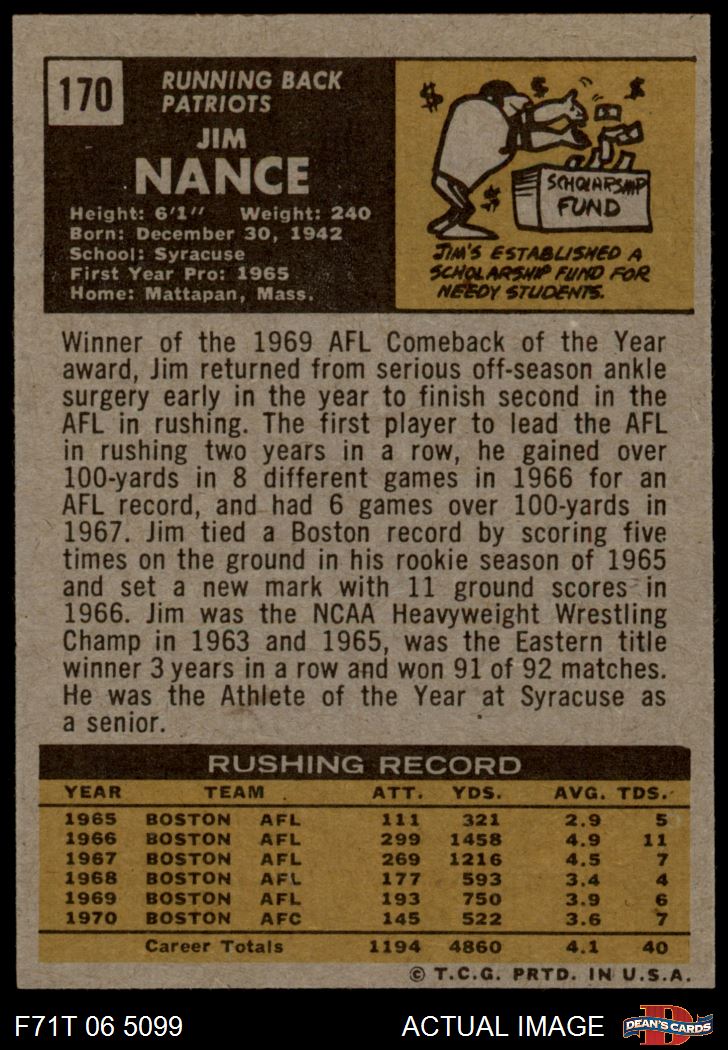 170
RUNNING BACK
PATRIOTS
JIM
NANCE
Height: 6'1" Weight: 240
Born: December 30, 1942
School: Syracuse
First Year Pro: 1965
Home: Mattapan, Mass.
$ $ $
$
SCHOLARSHIP
FUND
JIM'S ESTABLISHED A
SCHOLARSHIP FUND FOR
NEEDY STUDENTS.
Winner of the 1969 AFL Comeback of the Year
award, Jim returned from serious off-season ankle
surgery early in the year to finish second in the
AFL in rushing. The first player to lead the AFL
in rushing two years in a row, he gained over
100-yards in 8 different games in 1966 for an
AFL record, and had 6 games over 100-yards in
1967. Jim tied a Boston record by scoring five
times on the ground in his rookie season of 1965
and set a new mark with 11 ground scores in
1966. Jim was the NCAA Heavyweight Wrestling
Champ in 1963 and 1965, was the Eastern title
winner 3 years in a row and won 91 of 92 matches.
He was the Athlete of the Year at Syracuse as
a senior.
RUSHING RECORD
YEAR TEAM ATT. YDS. AVG. TDS.
1965 BOSTON AFL 111 321 2.9 5
1966 BOSTON AFL 299 1458 4.9 11
1967 BOSTON AFL 269 1216 4.5 7
1968 BOSTON AFL 177 593 3.4 4
1969 BOSTON AFL 193 750 3.9 6
1970 BOSTON AFC 145 522 3.6 7
Career Totals 1194 4860 4.1 40
© T.C.G. PRTD. IN U.S.A.
F71T 06 5099 ACTUAL IMAGE D DEAN'S CARDS